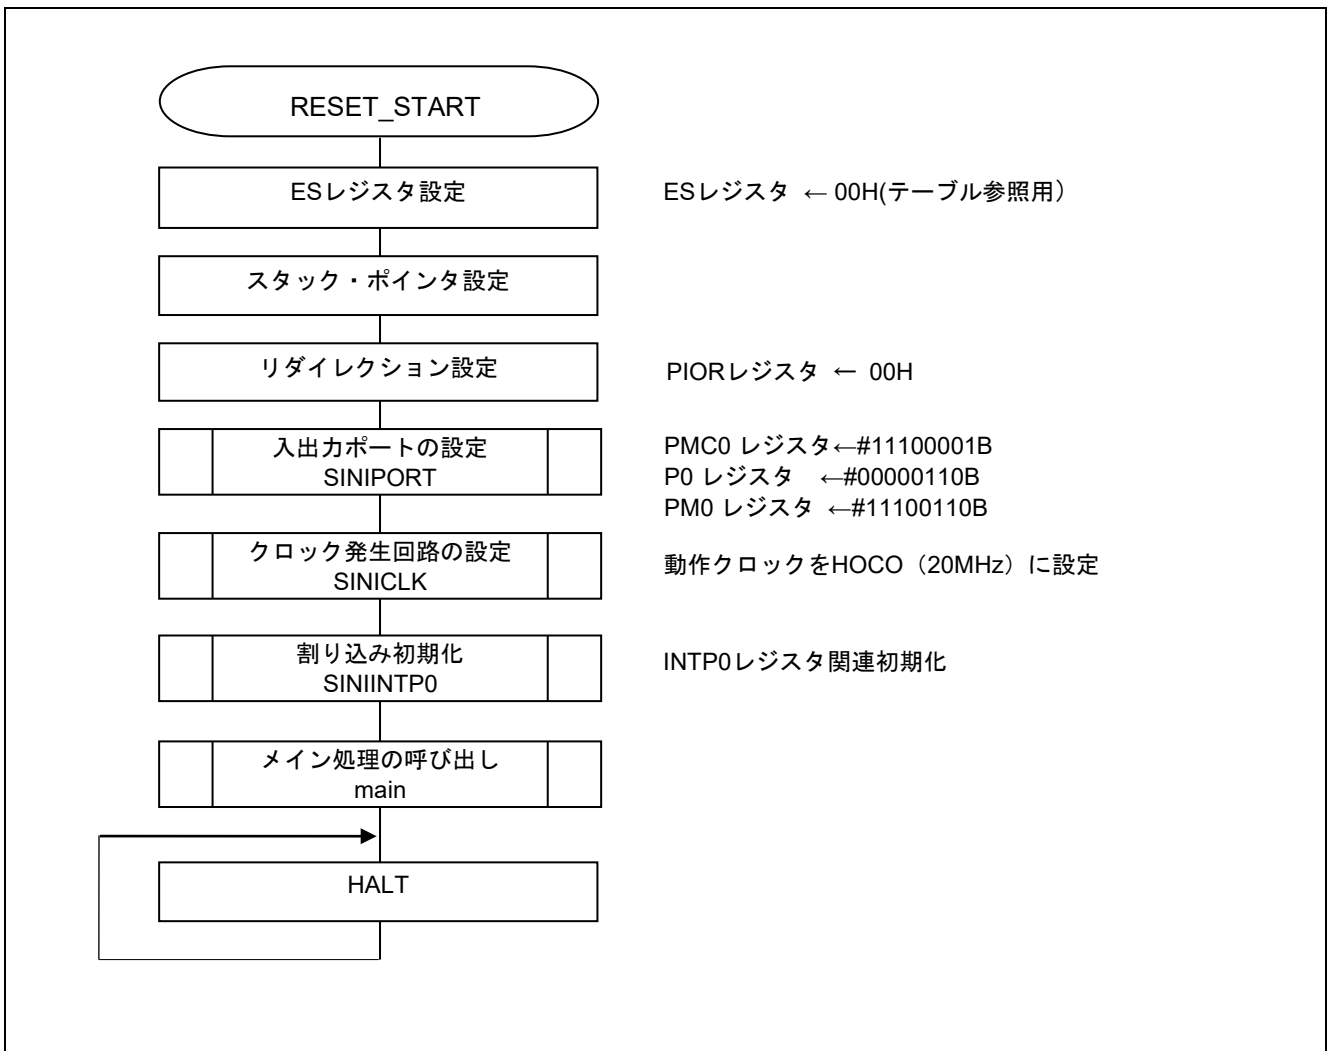 RESET_START
ESレジスタ設定
ESレジスタ ← 00H(テーブル参照用）
スタック・ポインタ設定
リダイレクション設定
PIORレジスタ ← 00H
入出力ポートの設定
SINIPORT
PMC0 レジスタ←#11100001B
P0 レジスタ ←#00000110B
PM0 レジスタ ←#11100110B
クロック発生回路の設定
SINICLK
動作クロックをHOCO（20MHz）に設定
割り込み初期化
SINIINTP0
INTP0レジスタ関連初期化
メイン処理の呼び出し
main
HALT